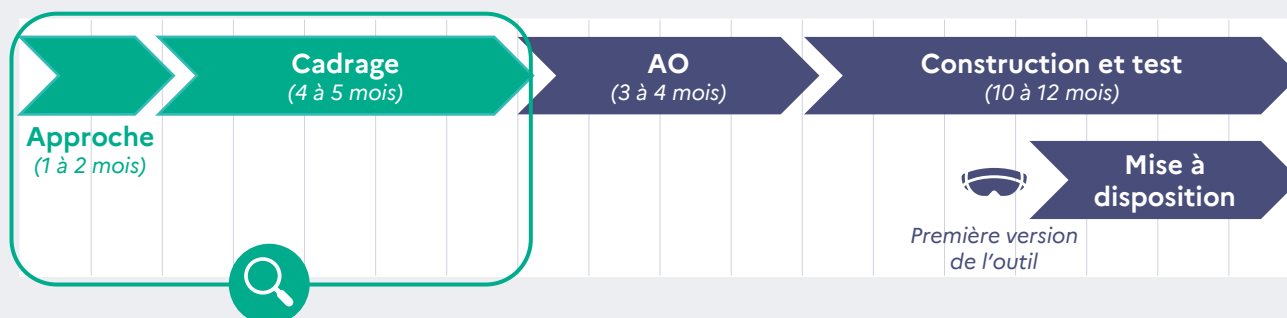 Cadrage
(4 à 5 mois)
AO
(3 à 4 mois)
Construction et test
(10 à 12 mois)
Approche
(1 à 2 mois)
Mise à
disposition
Première version
de l'outil